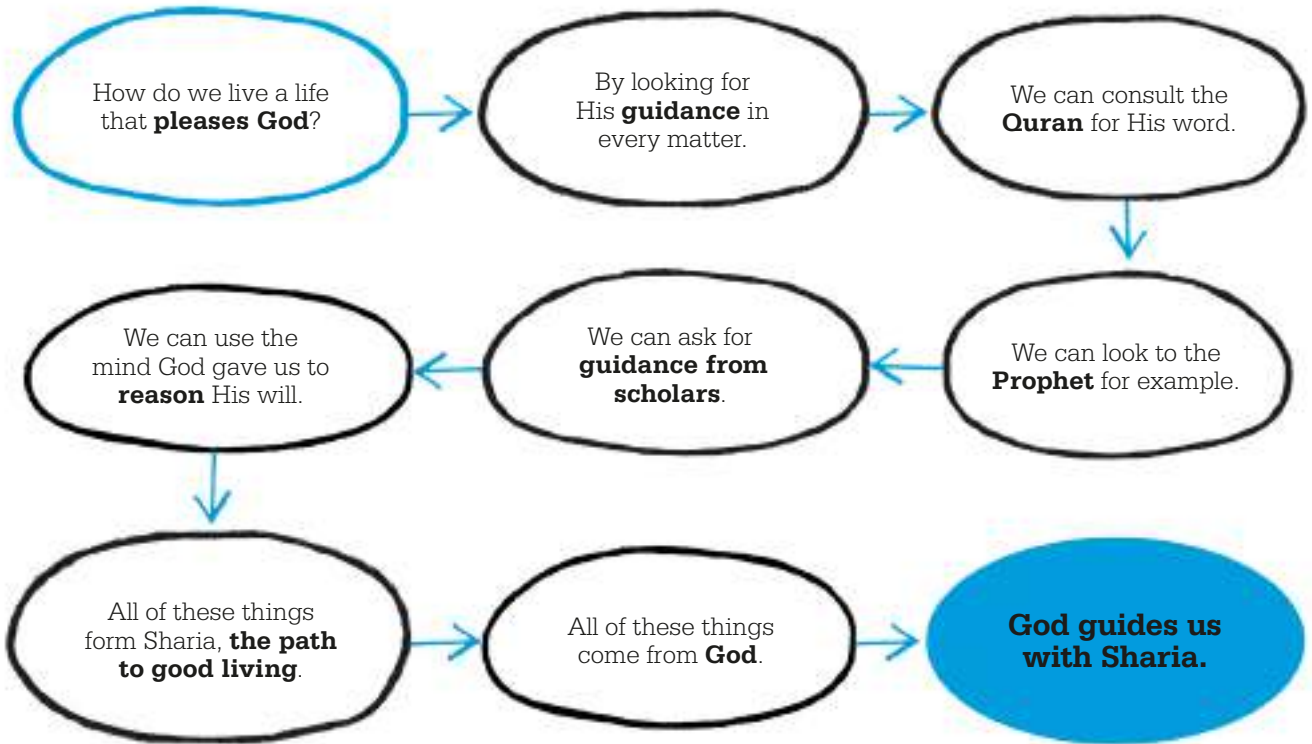 How do we live a life
that pleases God?
By looking for
His guidance in
every matter.
We can consult the
Quran for His word.
We can look to the
Prophet for example.
We can ask for
guidance from
scholars.
We can use the
mind God gave us to
reason His will.
All of these things
form Sharia, the path
to good living.
All of these things
come from God.
God guides us
with Sharia.